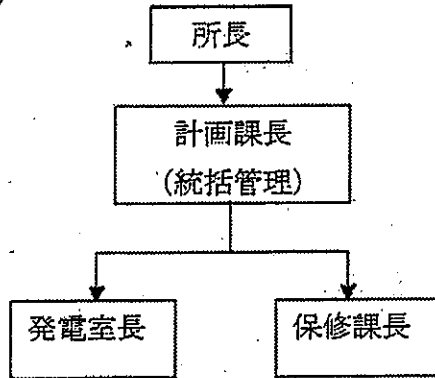 所長
計画課長
(統括管理)
発電室長
保修課長